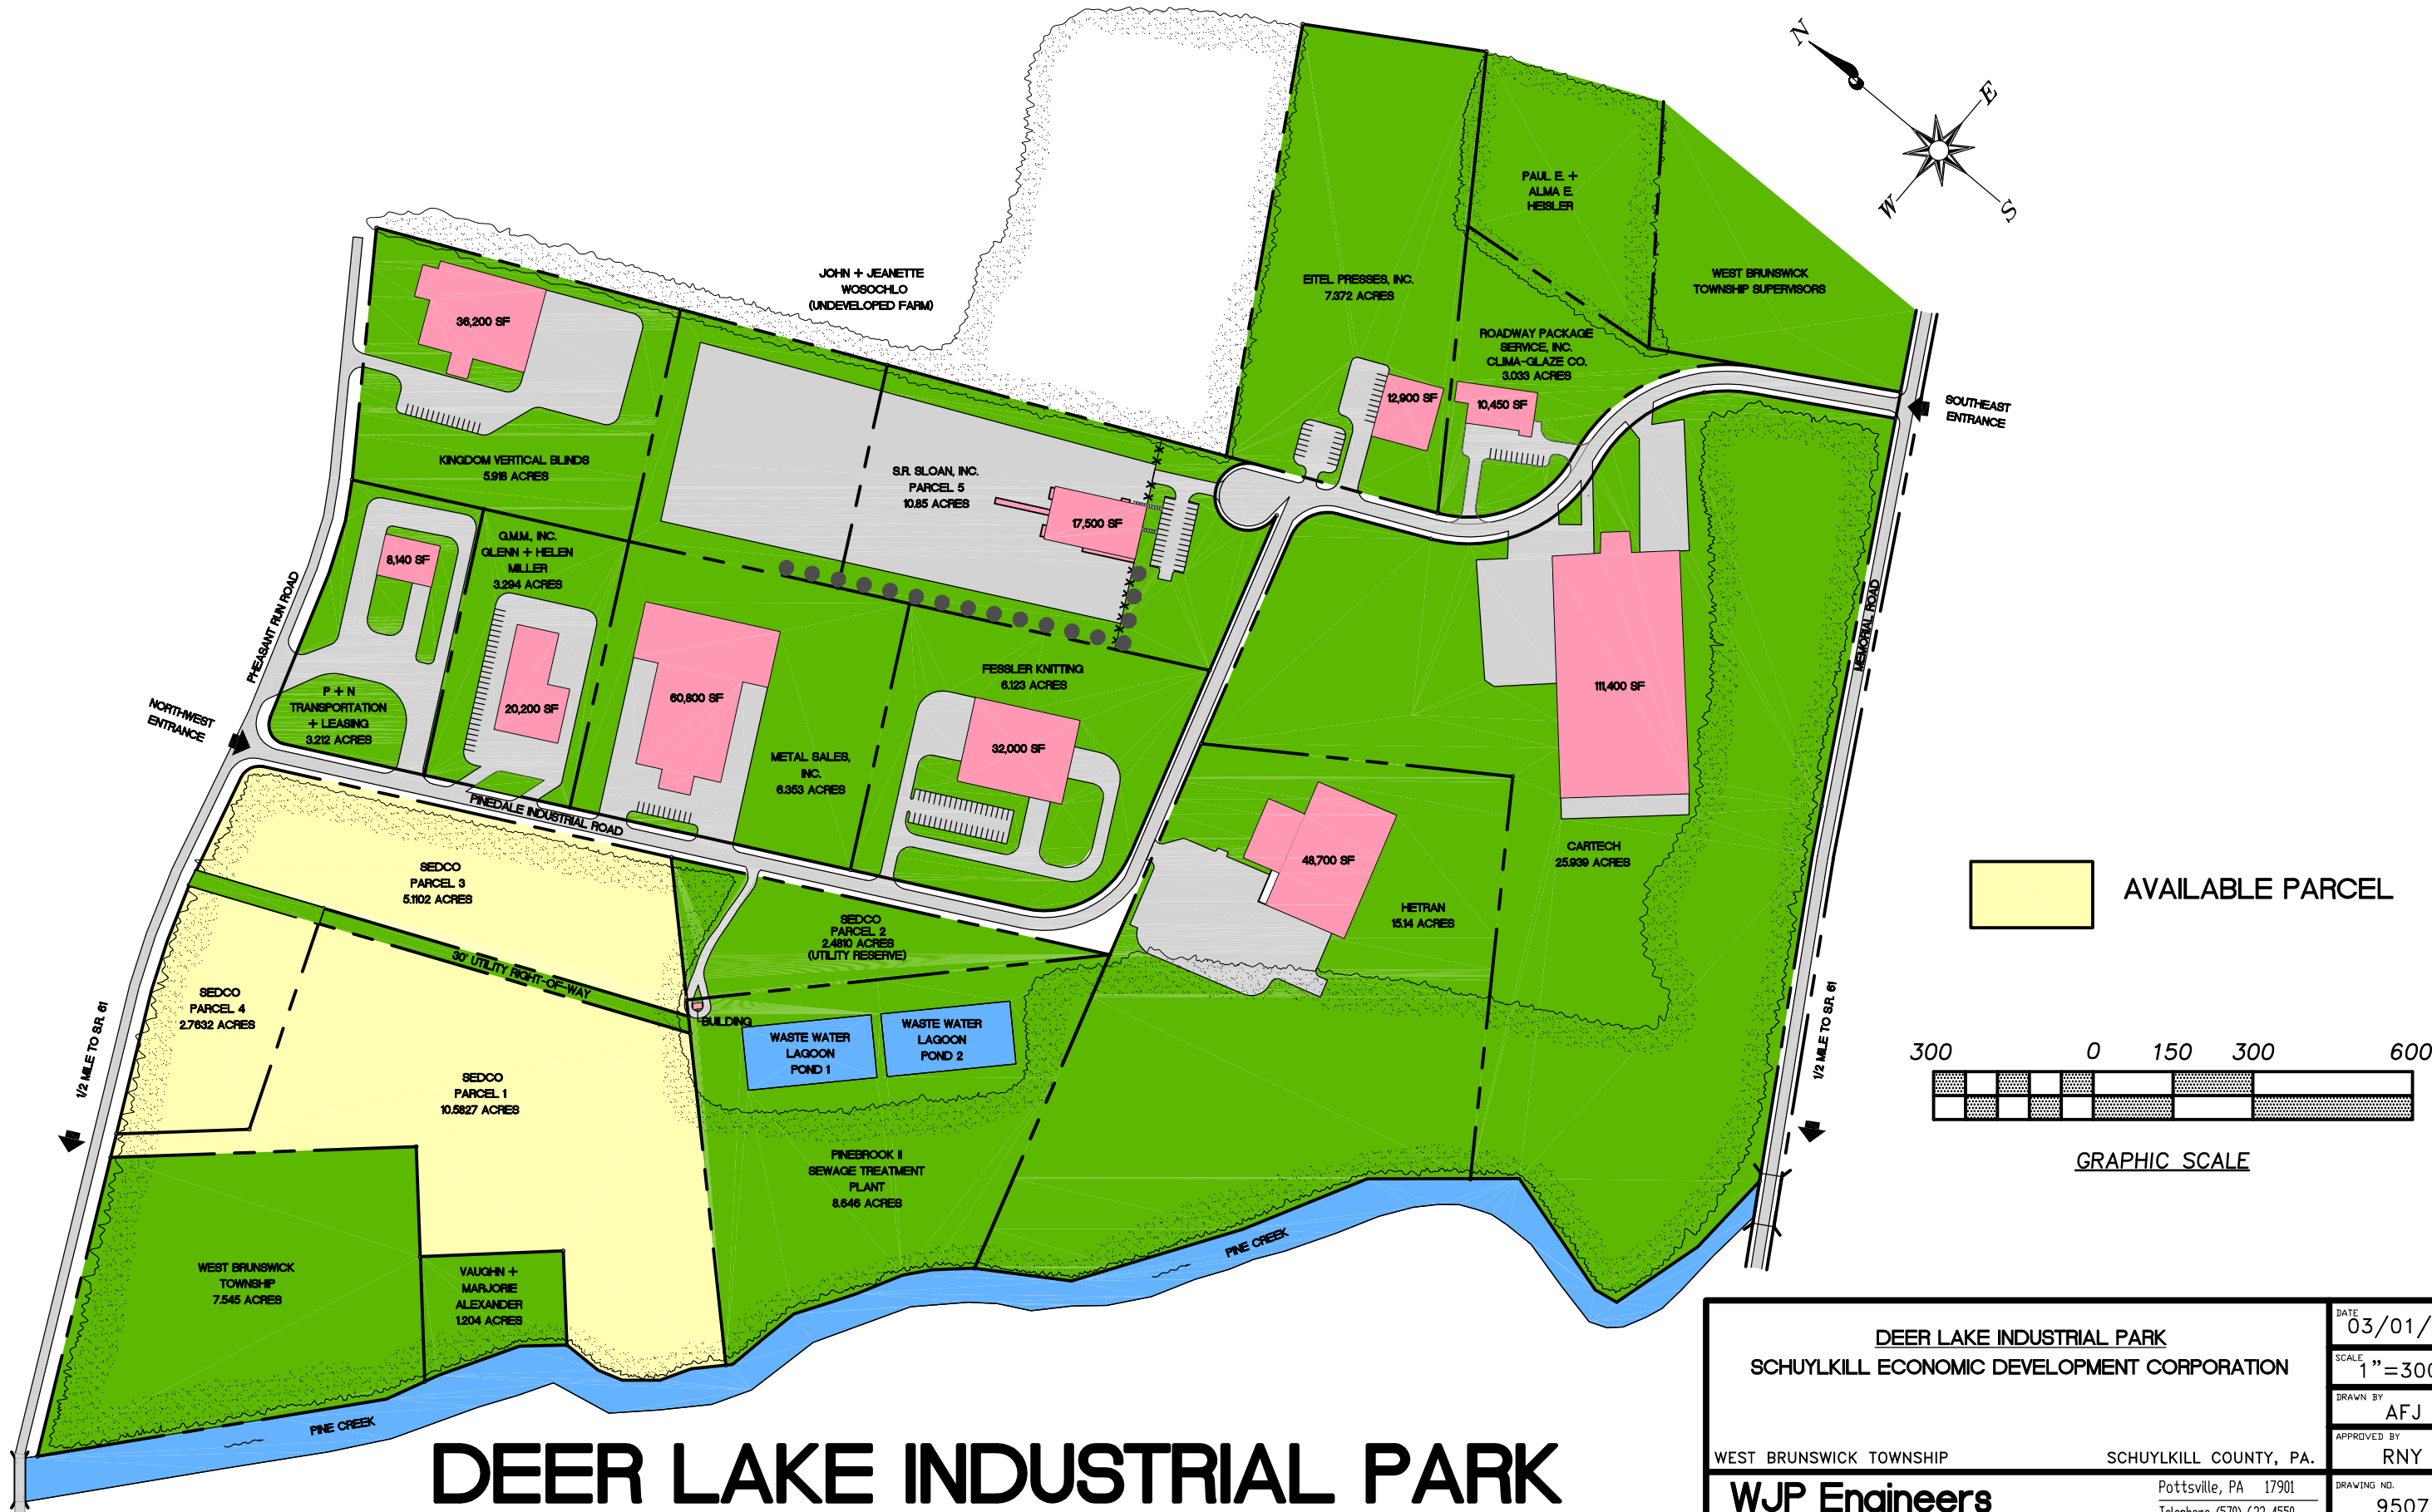 N
E
W
S
JOHN + JEANETTE
WOSOCHLO
(UNDEVELOPED FARM)
PAUL E. +
ALMA E.
HEISLER
WEST BRUNSWICK
TOWNSHIP SUPERVISORS
EITEL PRESSES, INC.
7.372 ACRES
ROADWAY PACKAGE
SERVICE, INC.
CLIMA-GLAZE CO.
3.033 ACRES
36,200 SF
12,900 SF
10,450 SF
SOUTHEAST
ENTRANCE
KINGDOM VERTICAL BLINDS
5.918 ACRES
S.R. SLOAN, INC.
PARCEL 5
10.85 ACRES
17,500 SF
8,140 SF
G.M.M., INC.
GLENN + HELEN
MILLER
3.294 ACRES
PHEASANT RUN ROAD
MEMORIAL ROAD
P + N
TRANSPORTATION
+ LEASING
3.212 ACRES
NORTHWEST
ENTRANCE
20,200 SF
60,800 SF
METAL SALES,
INC.
6.353 ACRES
FESSLER KNITTING
6.123 ACRES
32,000 SF
111,400 SF
PINEDALE INDUSTRIAL ROAD
48,700 SF
CARTECH
25.939 ACRES
HETRAN
15.14 ACRES
AVAILABLE PARCEL
SEDCO
PARCEL 3
5.1102 ACRES
SEDCO
PARCEL 2
2.4810 ACRES
(UTILITY RESERVE)
30' UTILITY RIGHT-OF-WAY
SEDCO
PARCEL 4
2.7632 ACRES
BUILDING
WASTE WATER
LAGOON
POND 1
WASTE WATER
LAGOON
POND 2
SEDCO
PARCEL 1
10.5827 ACRES
1/2 MILE TO S.R. 61
1/2 MILE TO S.R. 61
300 0 150 300 600
GRAPHIC SCALE
PINEBROOK II
SEWAGE TREATMENT
PLANT
8.646 ACRES
WEST BRUNSWICK
TOWNSHIP
7.545 ACRES
VAUGHN +
MARJORIE
ALEXANDER
1.204 ACRES
PINE CREEK
PINE CREEK
DEER LAKE INDUSTRIAL PARK
DEER LAKE INDUSTRIAL PARK
SCHUYLKILL ECONOMIC DEVELOPMENT CORPORATION
WEST BRUNSWICK TOWNSHIP SCHUYLKILL COUNTY, PA.
DATE
03/01/
SCALE
1"=300
DRAWN BY
AFJ
APPROVED BY
RNY
WJP Engineers
Pottsville, PA 17901
Telephone (570) 622-4550
DRAWING NO.
9507